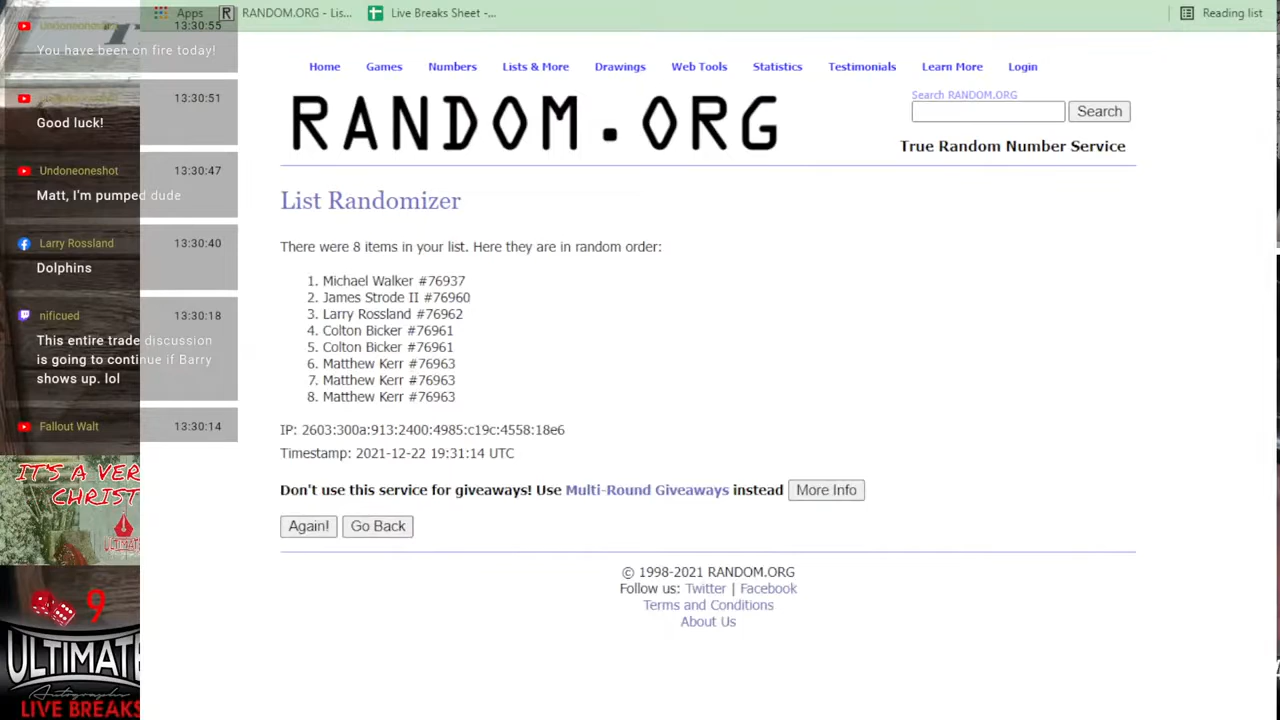 Apps
RANDOM.ORG - Lis...
Live Breaks Sheet -...
Reading list
13:30:55
You have been on fire today!
13:30:51
Good luck!
Undoneoneshot
13:30:47
Matt, I'm pumped dude
Larry Rossland
13:30:40
Dolphins
nificued
13:30:18
This entire trade discussion
is going to continue if Barry
shows up. lol
Fallout Walt
13:30:14
IT'S A VER
CHRIST
ULTIMATE
9
ULTIMATE
Autographs
LIVE BREAKS
Home
Games
Numbers
Lists & More
Drawings
Web Tools
Statistics
Testimonials
Learn More
Login
RANDOM.ORG
Search RANDOM.ORG
Search
True Random Number Service
List Randomizer
There were 8 items in your list. Here they are in random order:
1. Michael Walker #76937
2. James Strode II #76960
3. Larry Rossland #76962
4. Colton Bicker #76961
5. Colton Bicker #76961
6. Matthew Kerr #76963
7. Matthew Kerr #76963
8. Matthew Kerr #76963
IP: 2603:300a:913:2400:4985:c19c:4558:18e6
Timestamp: 2021-12-22 19:31:14 UTC
Don't use this service for giveaways! Use Multi-Round Giveaways instead
More Info
Again!
Go Back
© 1998-2021 RANDOM.ORG
Follow us: Twitter | Facebook
Terms and Conditions
About Us